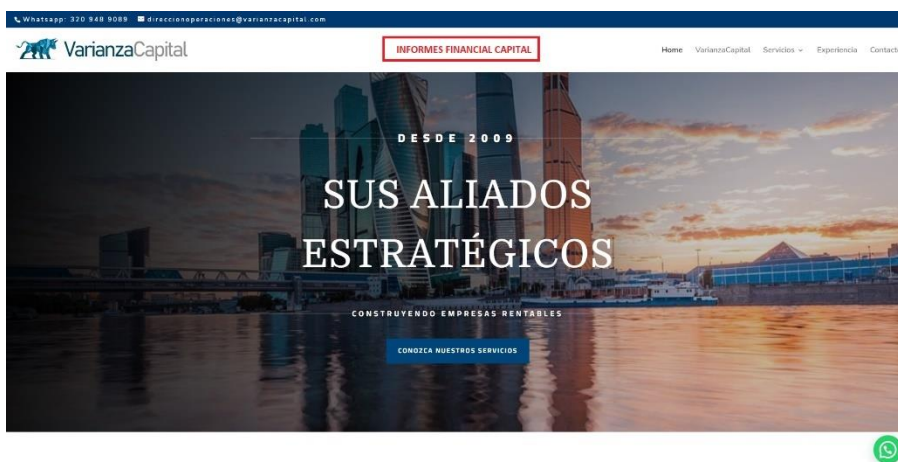 Whatsapp: 320 948 9089 direccionoperaciones@varianzacapital.com
VarianzaCapital
INFORMES FINANCIAL CAPITAL
Home VarianzaCapital Servicios Experiencia Contact
DESDE 2009
SUS ALIADOS
ESTRATÉGICOS
CONSTRUYENDO EMPRESAS RENTABLES
CONOZCA NUESTROS SERVICIOS